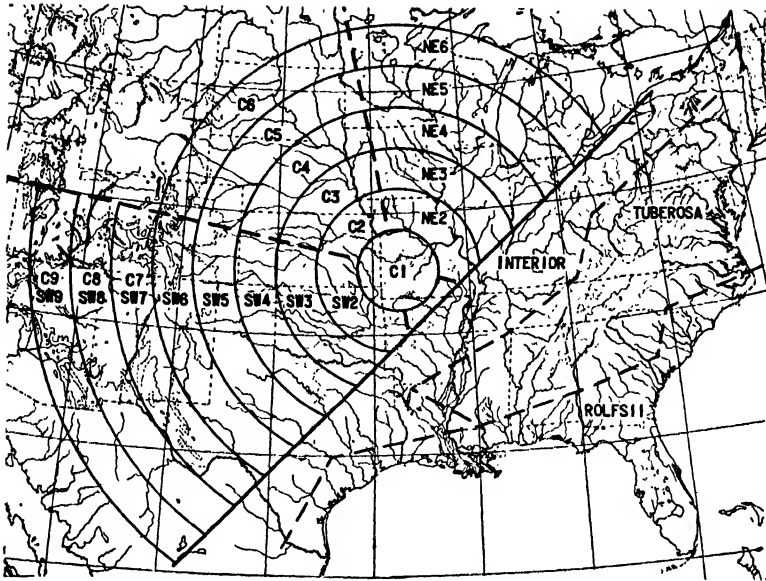 NE6
NE5
C6
C5
NE4
C4
NE3
C3
NE2
C2
TUBEROSA
INTERIOR
C1
C9 C8 C7
SW9 SW8 SW7 SW6 SW5 SW4 SW3 SW2
ROLFSII